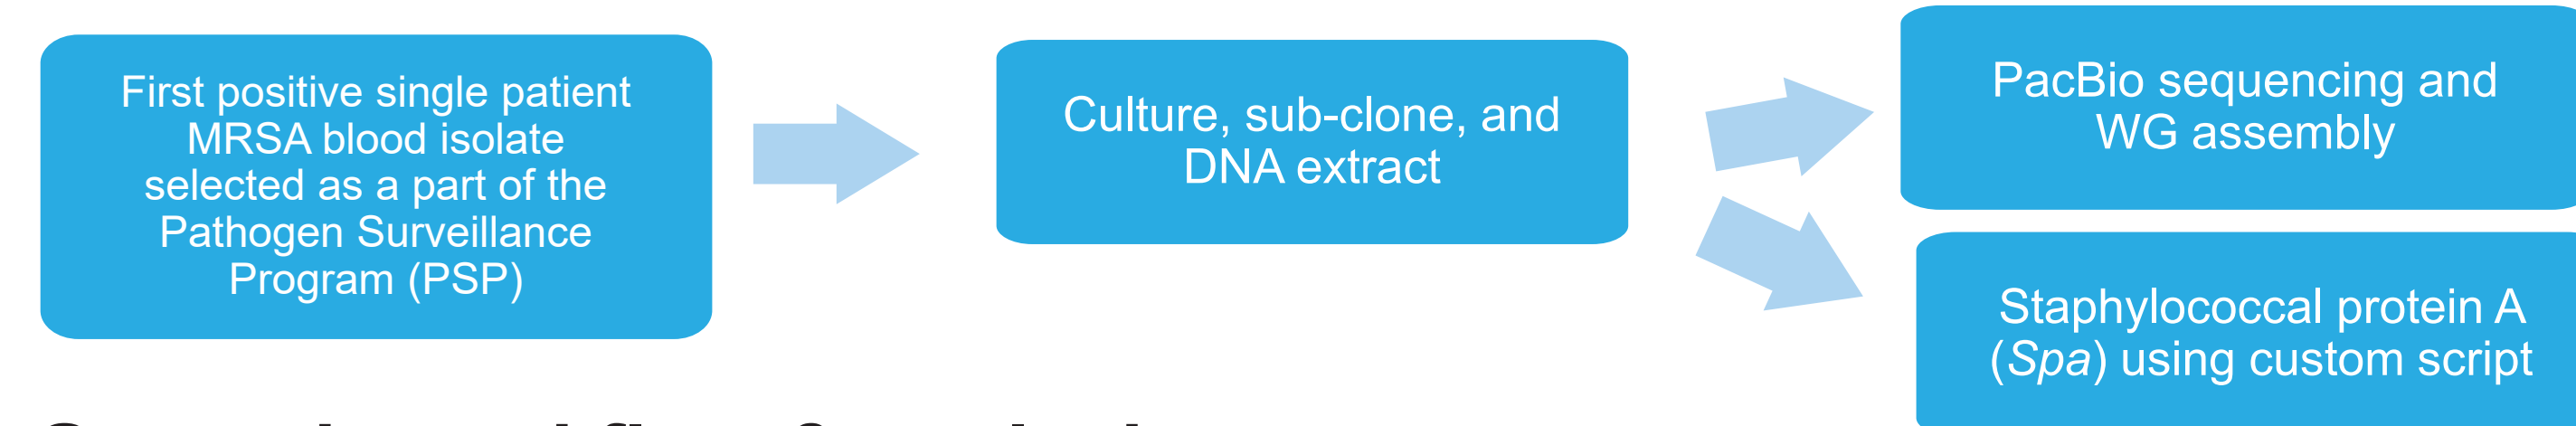 First positive single patient
MRSA blood isolate
selected as a part of the
Pathogen Surveillance
Program (PSP)
Culture, sub-clone, and
DNA extract
PacBio sequencing and
WG assembly
Staphylococcal protein A
(Spa) using custom script